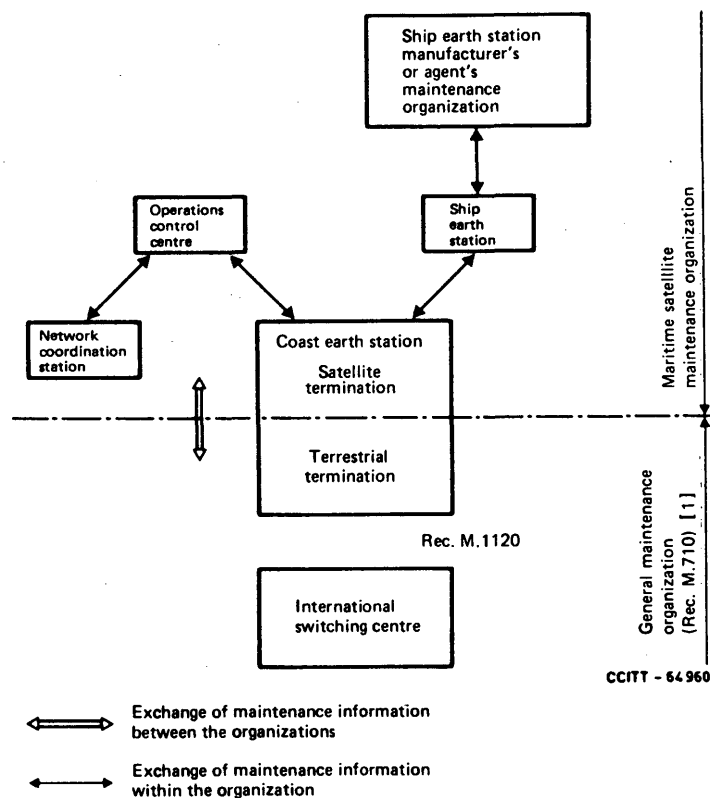 Ship earth station
manufacturer's
or agent's
maintenance
organization
Operations
control
centre
Ship
earth
station
Network
coordination
station
Coast earth station
Satellite
termination
Terrestrial
termination
Rec. M.1120
International
switching centre
Maritime satelllite
maintenance organization
General maintenance
organization
(Rec. M.710) [1]
CCITT - 64960
Exchange of maintenance information
between the organizations
Exchange of maintenance information
within the organization